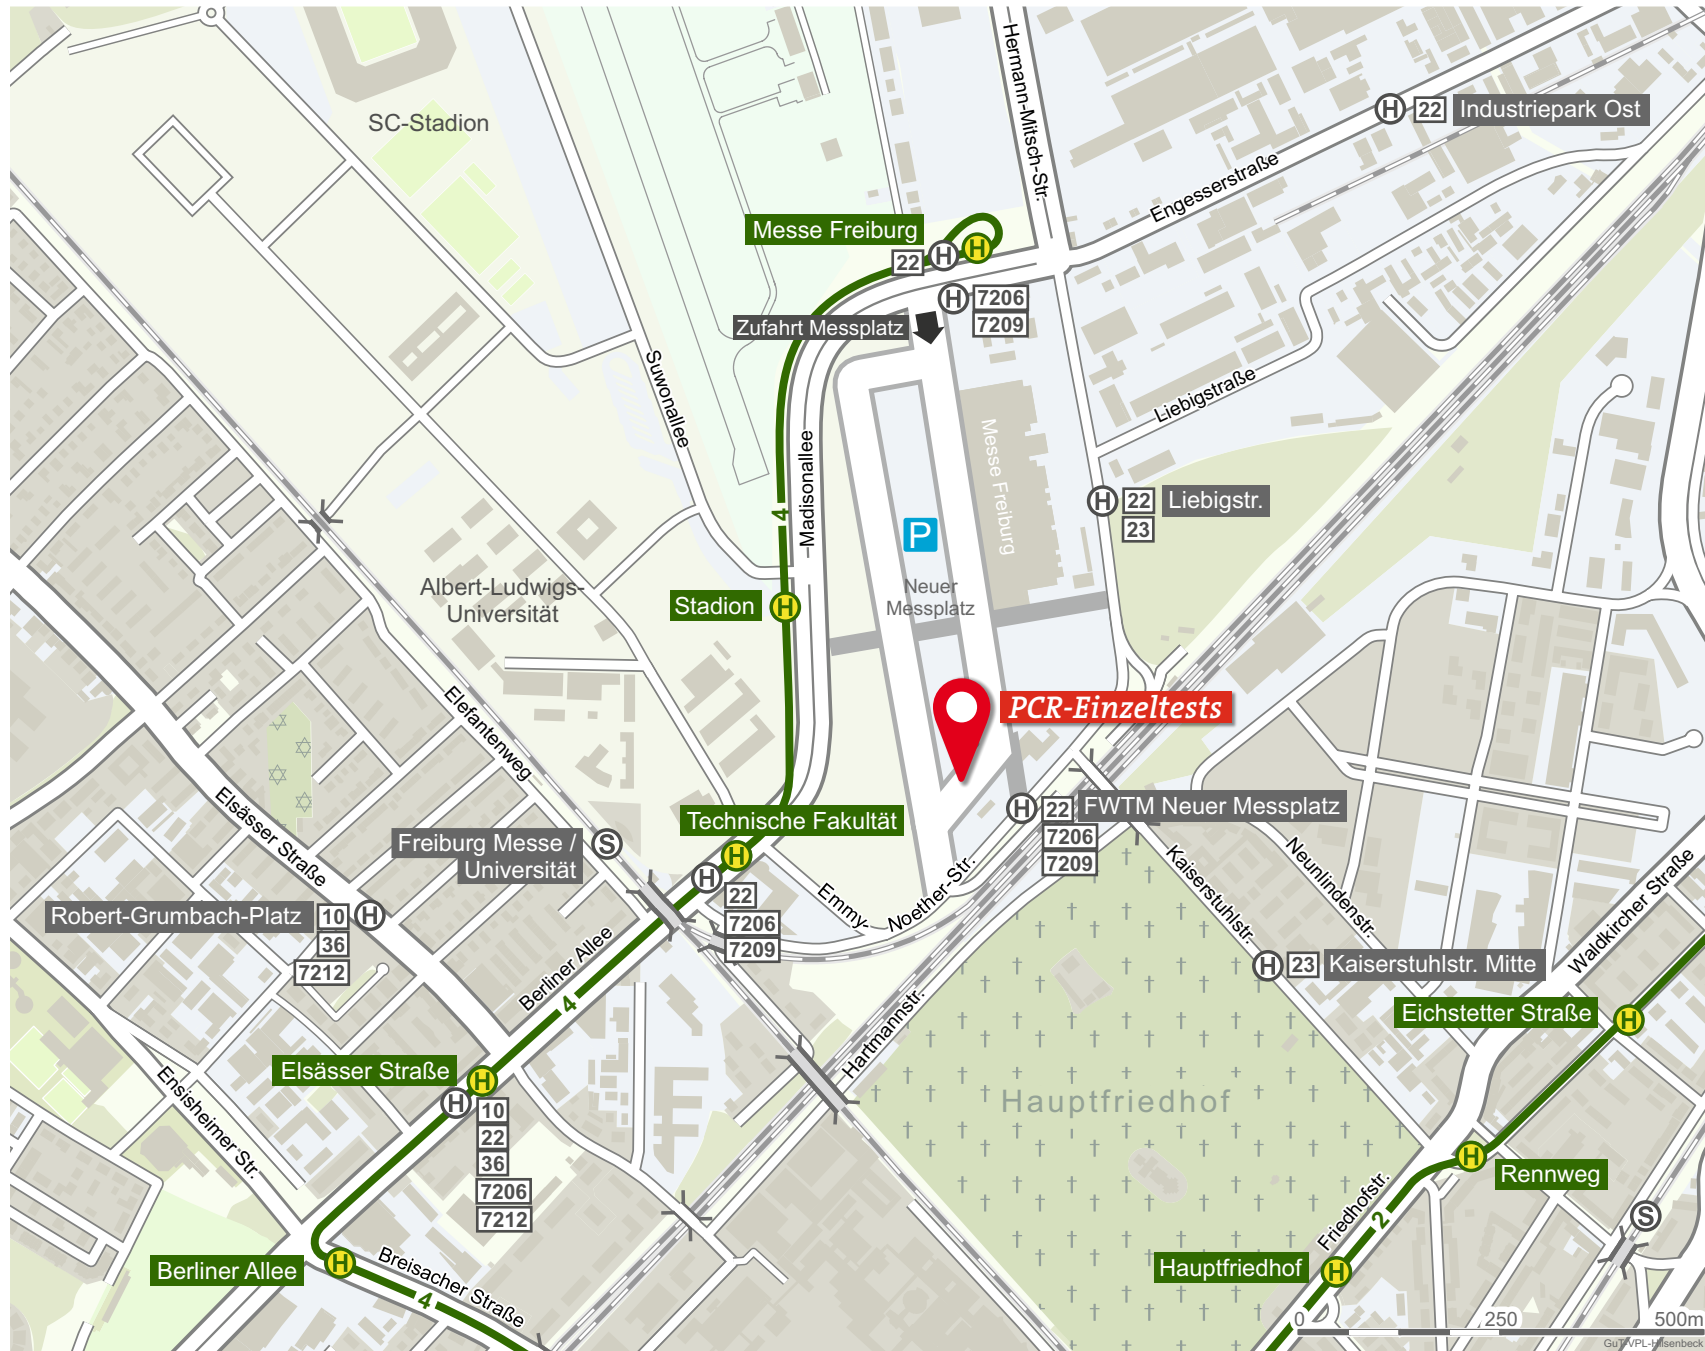 SC-Stadion
Hermann-Mitsch-Str.
H 22 Industriepark Ost
Engesserstraße
Messe Freiburg
22 H H
H 7206
7209
Zufahrt Messplatz
Suwonallee
Liebigstraße
Madisonallee
Messe Freiburg
4
P
H 22 Liebigstr.
23
Albert-Ludwigs-
Universität
Neuer
Messplatz
Stadion H
Elefantenweg
PCR-Einzeltests
Elsässer Straße
Technische Fakultät
H 22 FWTM Neuer Messplatz
7206
7209
Freiburg Messe /
Universität
S
H
H
22
7206
7209
Emmy-
Noether-Str.
Kaiserstuhlstr.
Neunlindenstr.
Waldkircher Straße
Robert-Grumbach-Platz 10 H
36
7212
Berliner Allee
4
H 23 Kaiserstuhlstr. Mitte
Hartmannstr.
Eichstetter Straße H
Elsässer Straße H
H
10
22
36
7206
7212
Ensisheimer Str.
Hauptfriedhof
H
Rennweg
Friedhofstr.
2
S
Berliner Allee H
Breisacher Straße
4
Hauptfriedhof H
0 250 500m
GuT-VPL-Hilsenbeck